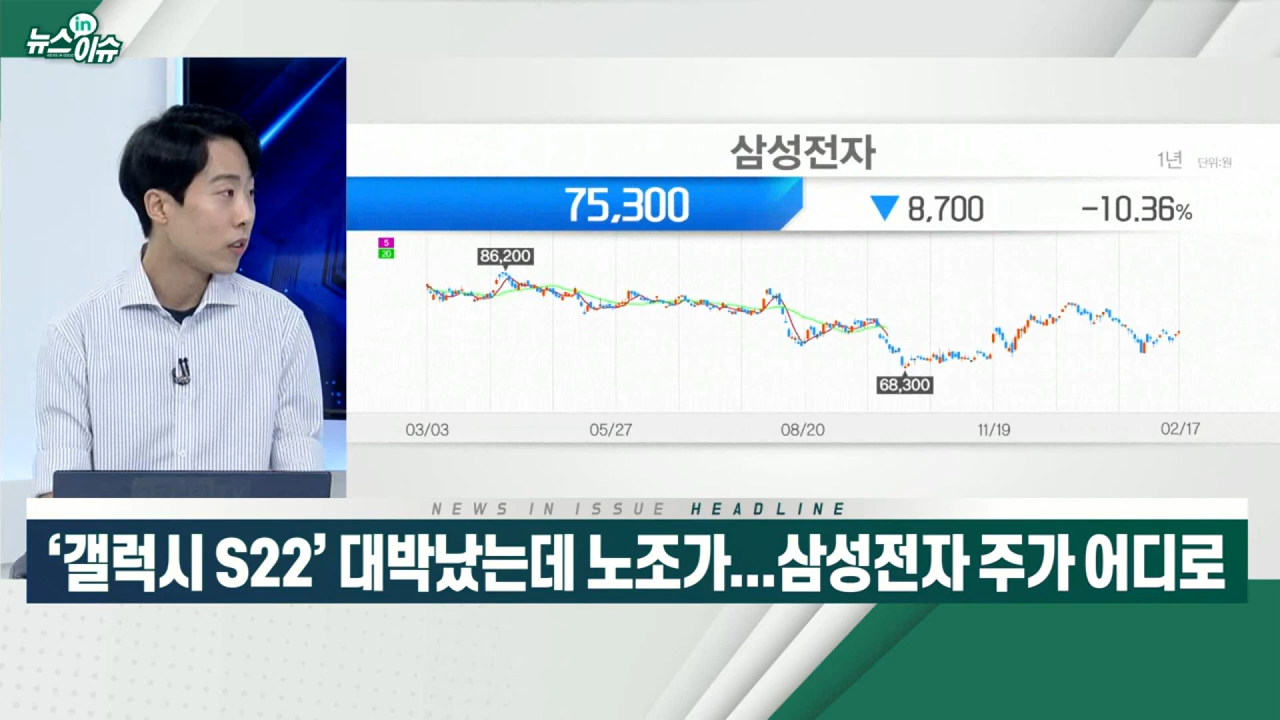 뉴스in이슈
삼성전자
1년 단위:원
75,300 ▼ 8,700 -10.36%
5
20
86,200
68,300
03/03 05/27 08/20 11/19 02/17
NEWS IN ISSUE HEADLINE
‘갤럭시 S22’ 대박났는데 노조가...삼성전자 주가 어디로